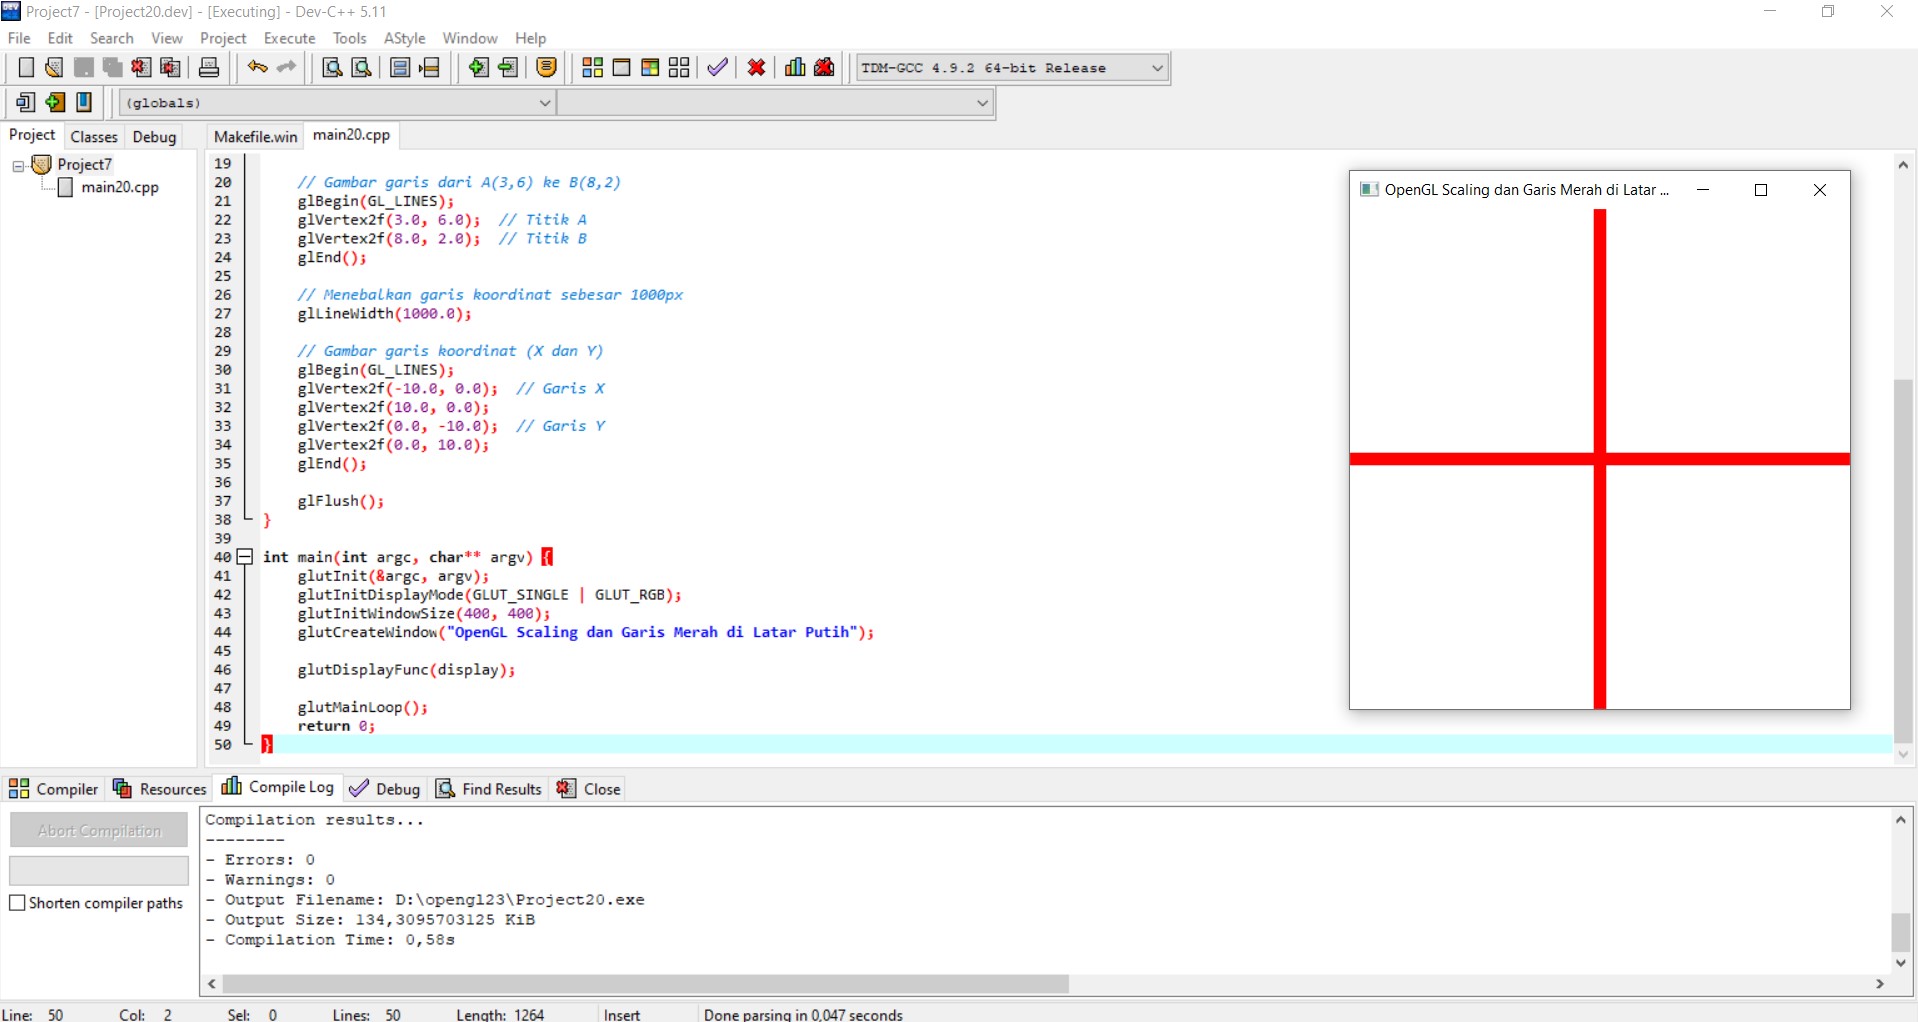 Project7 - [Project20.dev] - [Executing] - Dev-C++ 5.11
File Edit Search View Project Execute Tools AStyle Window Help
TDM-GCC 4.9.2 64-bit Release
(globals)
Project Classes Debug
Makefile.win main20.cpp
Project7
main20.cpp
19
20 // Gambar garis dari A(3,6) ke B(8,2)
21 glBegin(GL_LINES);
22 glVertex2f(3.0, 6.0); // Titik A
23 glVertex2f(8.0, 2.0); // Titik B
24 glEnd();
25
26 // Menebalkan garis koordinat sebesar 1000px
27 glLineWidth(1000.0);
28
29 // Gambar garis koordinat (X dan Y)
30 glBegin(GL_LINES);
31 glVertex2f(-10.0, 0.0); // Garis X
32 glVertex2f(10.0, 0.0);
33 glVertex2f(0.0, -10.0); // Garis Y
34 glVertex2f(0.0, 10.0);
35 glEnd();
36
37 glFlush();
38 }
39
40 int main(int argc, char** argv) {
41 glutInit(&argc, argv);
42 glutInitDisplayMode(GLUT_SINGLE | GLUT_RGB);
43 glutInitWindowSize(400, 400);
44 glutCreateWindow("OpenGL Scaling dan Garis Merah di Latar Putih");
45
46 glutDisplayFunc(display);
47
48 glutMainLoop();
49 return 0;
50 }
OpenGL Scaling dan Garis Merah di Latar ...
Compiler Resources Compile Log Debug Find Results Close
Abort Compilation
Shorten compiler paths
Compilation results...
--------
- Errors: 0
- Warnings: 0
- Output Filename: D:\opengl23\Project20.exe
- Output Size: 134,3095703125 KiB
- Compilation Time: 0,58s
Line: 50 Col: 2 Sel: 0 Lines: 50 Length: 1264 Insert Done parsing in 0,047 seconds